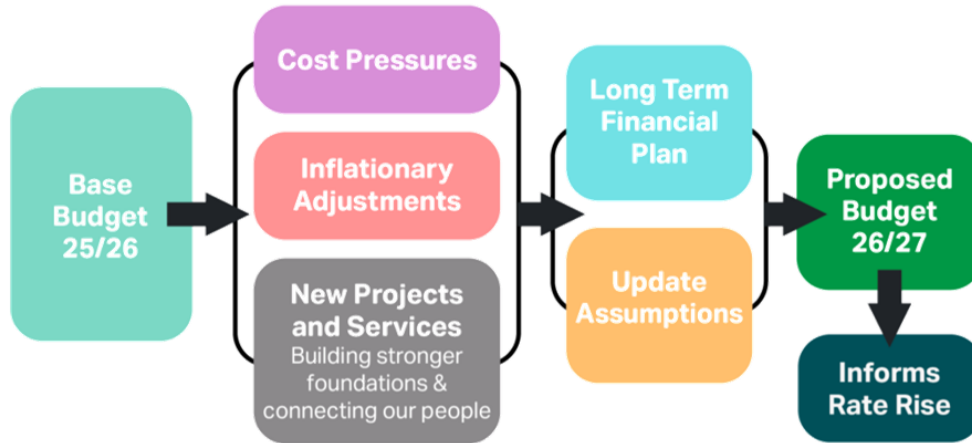 Base
Budget
25/26
Cost Pressures
Inflationary
Adjustments
New Projects
and Services
Building stronger
foundations &
connecting our people
Long Term
Financial
Plan
Update
Assumptions
Proposed
Budget
26/27
Informs
Rate Rise